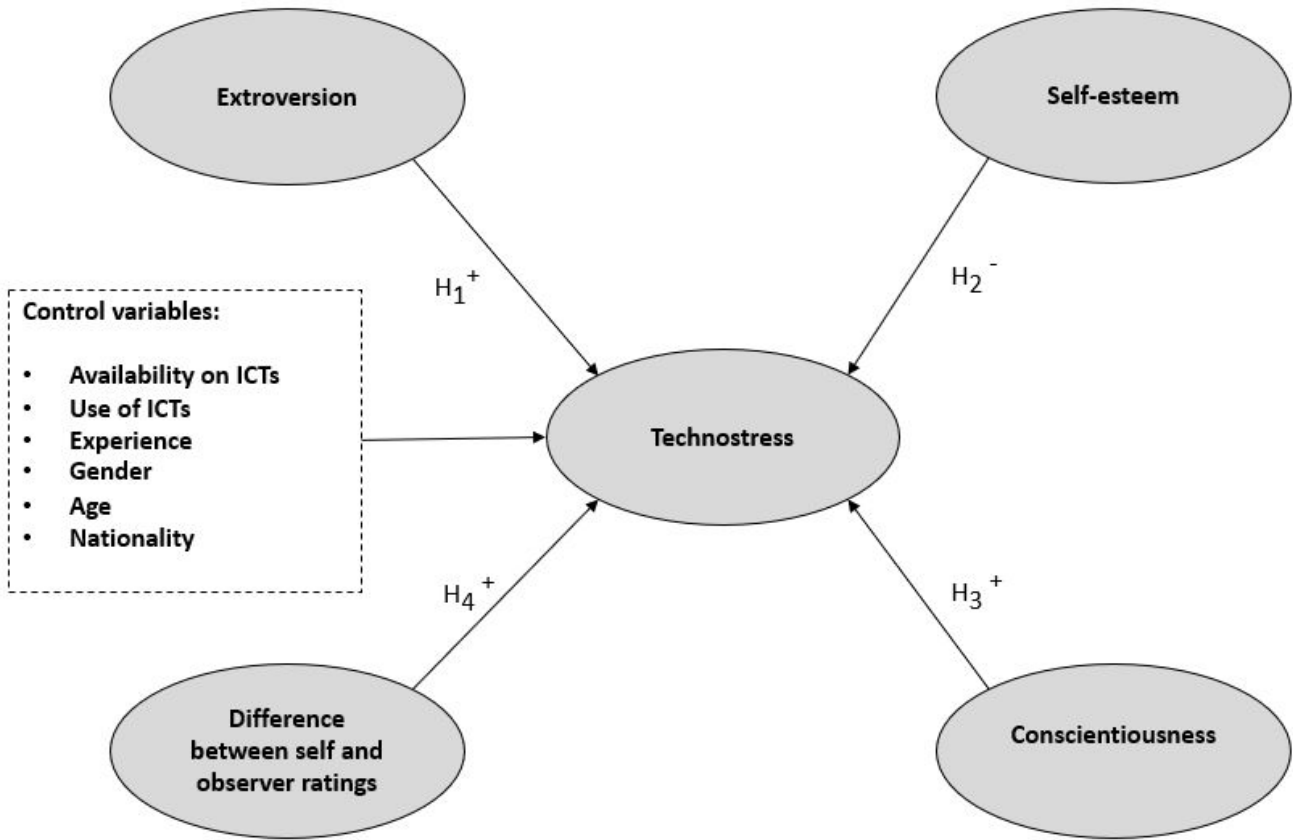 Extroversion
Self-esteem
H1+
H2-
Control variables:
• Availability on ICTs
• Use of ICTs
• Experience
• Gender
• Age
• Nationality
Technostress
H4+
H3+
Difference
between self and
observer ratings
Conscientiousness